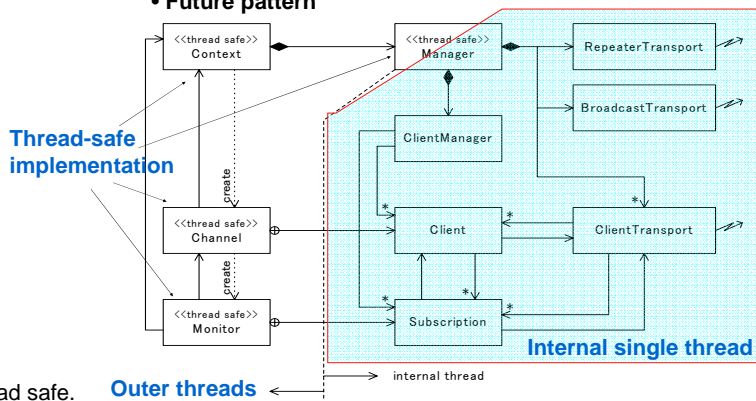 • Future pattern
<<thread safe>>
Context
<<thread safe>>
Manager
RepeaterTransport
BroadcastTransport
Thread-safe
implementation
ClientManager
create
*
*
<<thread safe>>
Channel
Client
*
ClientTransport
create
*
*
*
<<thread safe>>
Monitor
Subscription
Internal single thread
internal thread
ad safe.
Outer threads